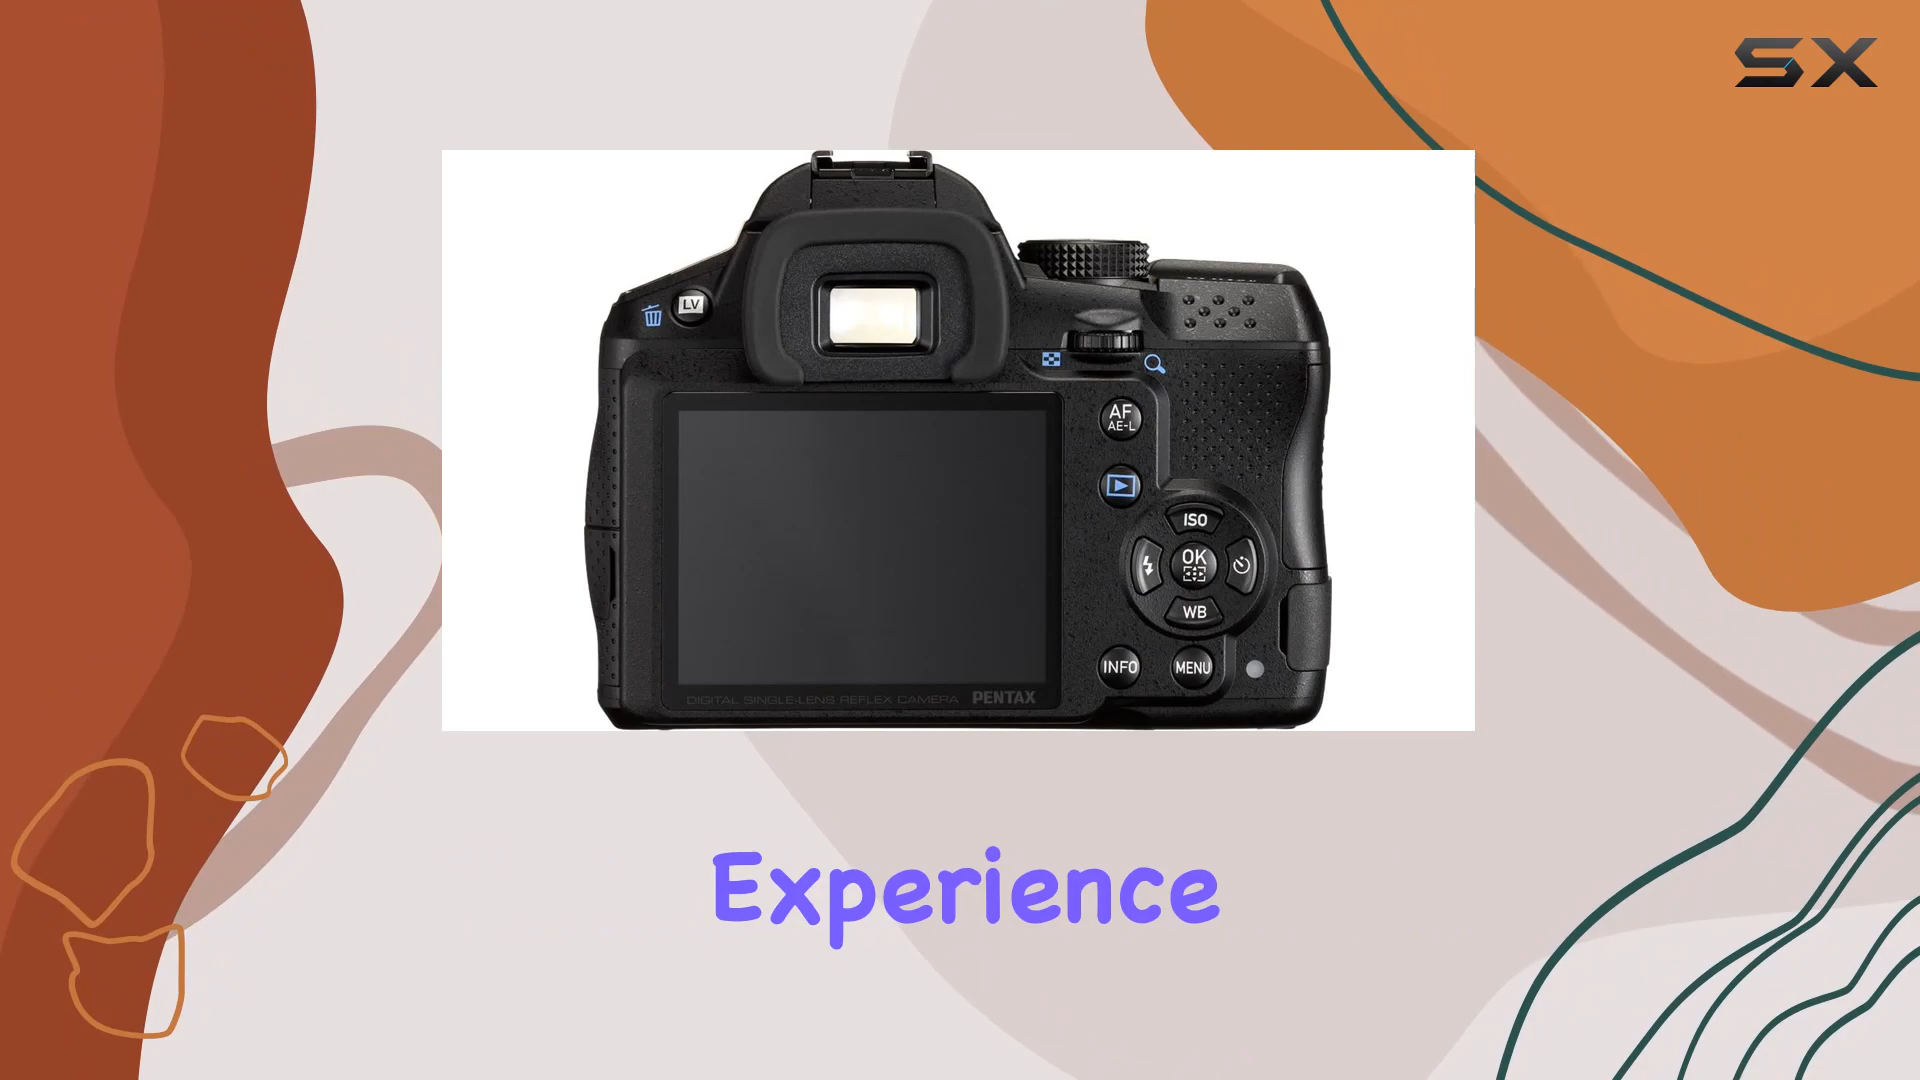 SX
LV
AF
AE-L
ISO
OK
WB
INFO
MENU
DIGITAL SINGLE-LENS REFLEX CAMERA PENTAX
Experience